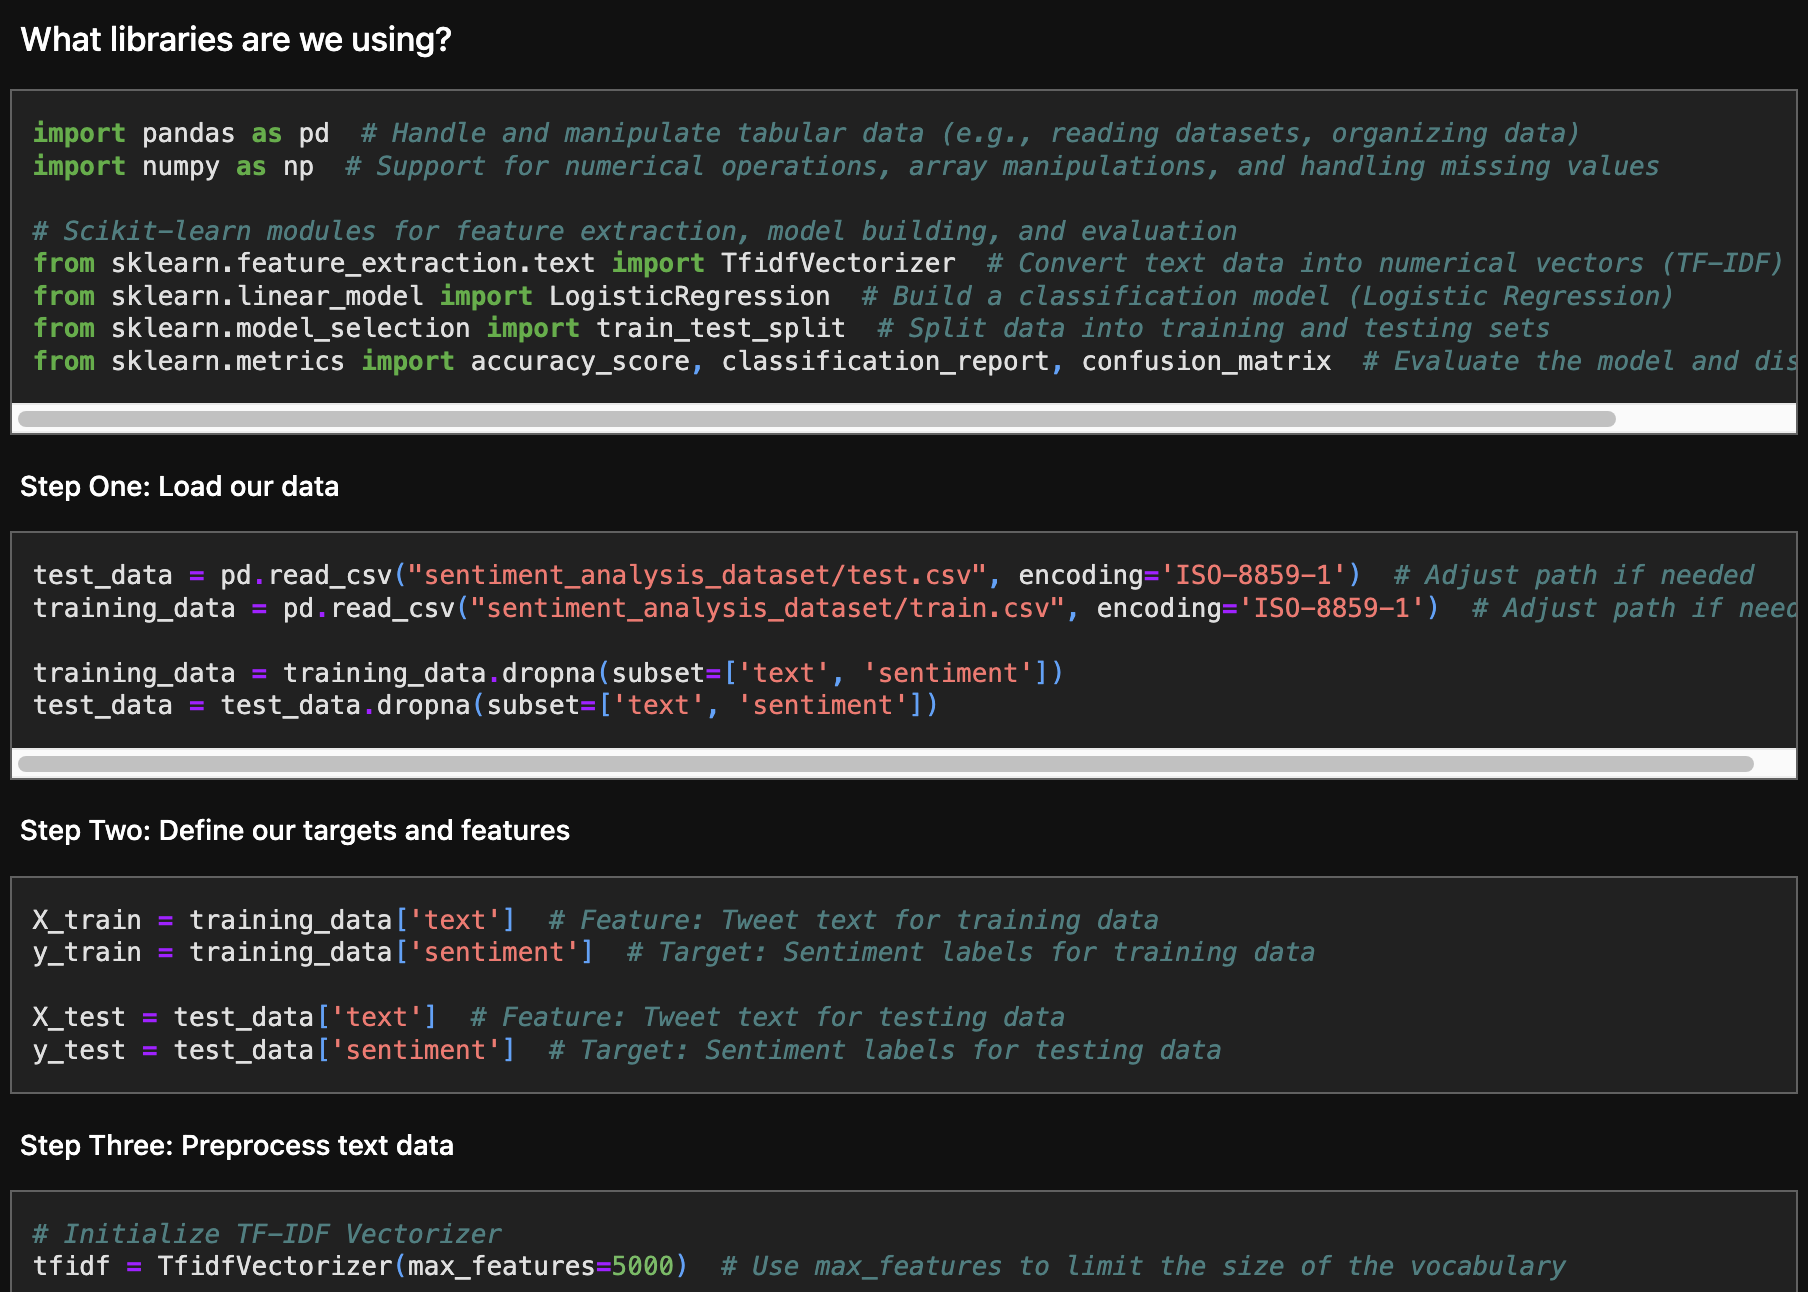 What libraries are we using?
import pandas as pd  # Handle and manipulate tabular data (e.g., reading datasets, organizing data)
import numpy as np  # Support for numerical operations, array manipulations, and handling missing values
# Scikit-learn modules for feature extraction, model building, and evaluation
from sklearn.feature_extraction.text import TfidfVectorizer  # Convert text data into numerical vectors (TF-IDF)
from sklearn.linear_model import LogisticRegression  # Build a classification model (Logistic Regression)
from sklearn.model_selection import train_test_split  # Split data into training and testing sets
from sklearn.metrics import accuracy_score, classification_report, confusion_matrix  # Evaluate the model and dis
Step One: Load our data
test_data = pd.read_csv("sentiment_analysis_dataset/test.csv", encoding='ISO-8859-1')  # Adjust path if needed
training_data = pd.read_csv("sentiment_analysis_dataset/train.csv", encoding='ISO-8859-1')  # Adjust path if need
training_data = training_data.dropna(subset=['text', 'sentiment'])
test_data = test_data.dropna(subset=['text', 'sentiment'])
Step Two: Define our targets and features
X_train = training_data['text']  # Feature: Tweet text for training data
y_train = training_data['sentiment']  # Target: Sentiment labels for training data
X_test = test_data['text']  # Feature: Tweet text for testing data
y_test = test_data['sentiment']  # Target: Sentiment labels for testing data
Step Three: Preprocess text data
# Initialize TF-IDF Vectorizer
tfidf = TfidfVectorizer(max_features=5000)  # Use max_features to limit the size of the vocabulary